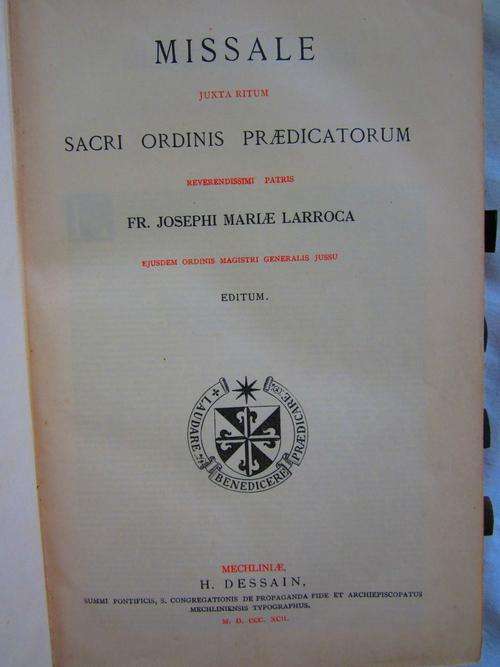 MISSALE
JUXTA RITUM
SACRI ORDINIS PRÆDICATORUM
REVERENDISSIMI PATRIS
FR. JOSEPHI MARIÆ LARROCA
EJUSDEM ORDINIS MAGISTRI GENERALIS JUSSU
EDITUM.
LAUDARE
BENEDICERE
PRÆDICARE
MECHLINIÆ,
H. DESSAIN,
SUMMI PONTIFICIS, S. CONGREGATIONIS DE PROPAGANDA FIDE ET ARCHIEPISCOPATUS
MECHLINIENSIS TYPOGRAPHUS.
M. D. CCC. XCII.